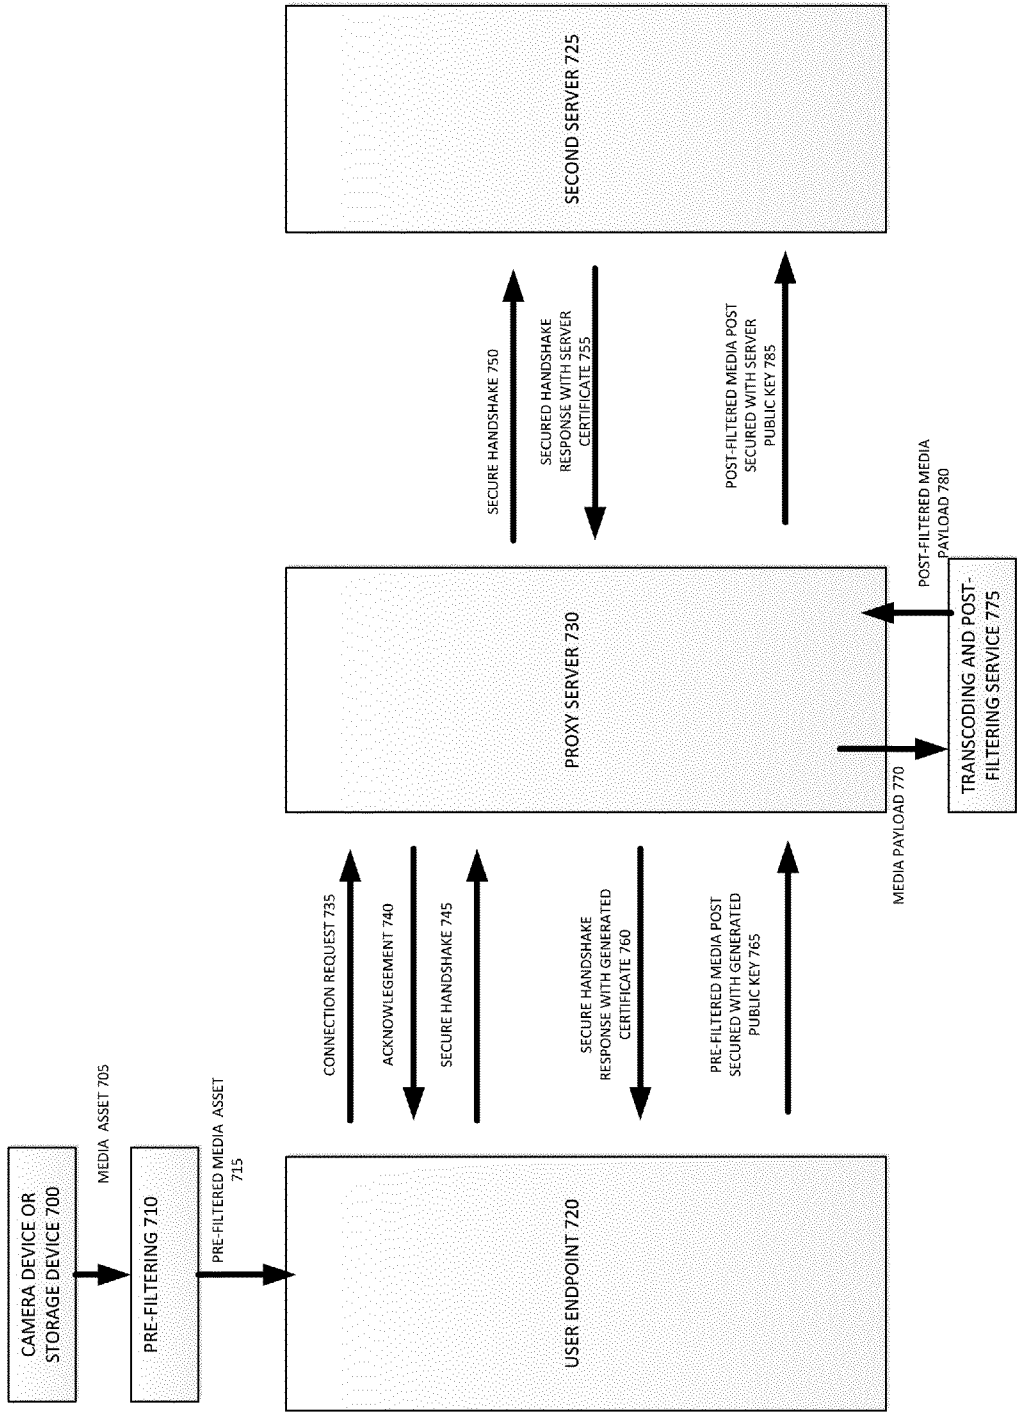 CAMERA DEVICE OR
STORAGE DEVICE 700
MEDIA ASSET 705
PRE-FILTERING 710
PRE-FILTERED MEDIA ASSET
715
USER ENDPOINT 720
CONNECTION REQUEST 735
ACKNOWLEGEMENT 740
SECURE HANDSHAKE 745
SECURE HANDSHAKE
RESPONSE WITH GENERATED
CERTIFICATE 760
PRE-FILTERED MEDIA POST
SECURED WITH GENERATED
PUBLIC KEY 765
PROXY SERVER 730
MEDIA PAYLOAD 770
TRANSCODING AND POST-
FILTERING SERVICE 775
POST-FILTERED MEDIA
PAYLOAD 780
SECURE HANDSHAKE 750
SECURED HANDSHAKE
RESPONSE WITH SERVER
CERTIFICATE 755
POST-FILTERED MEDIA POST
SECURED WITH SERVER
PUBLIC KEY 785
SECOND SERVER 725